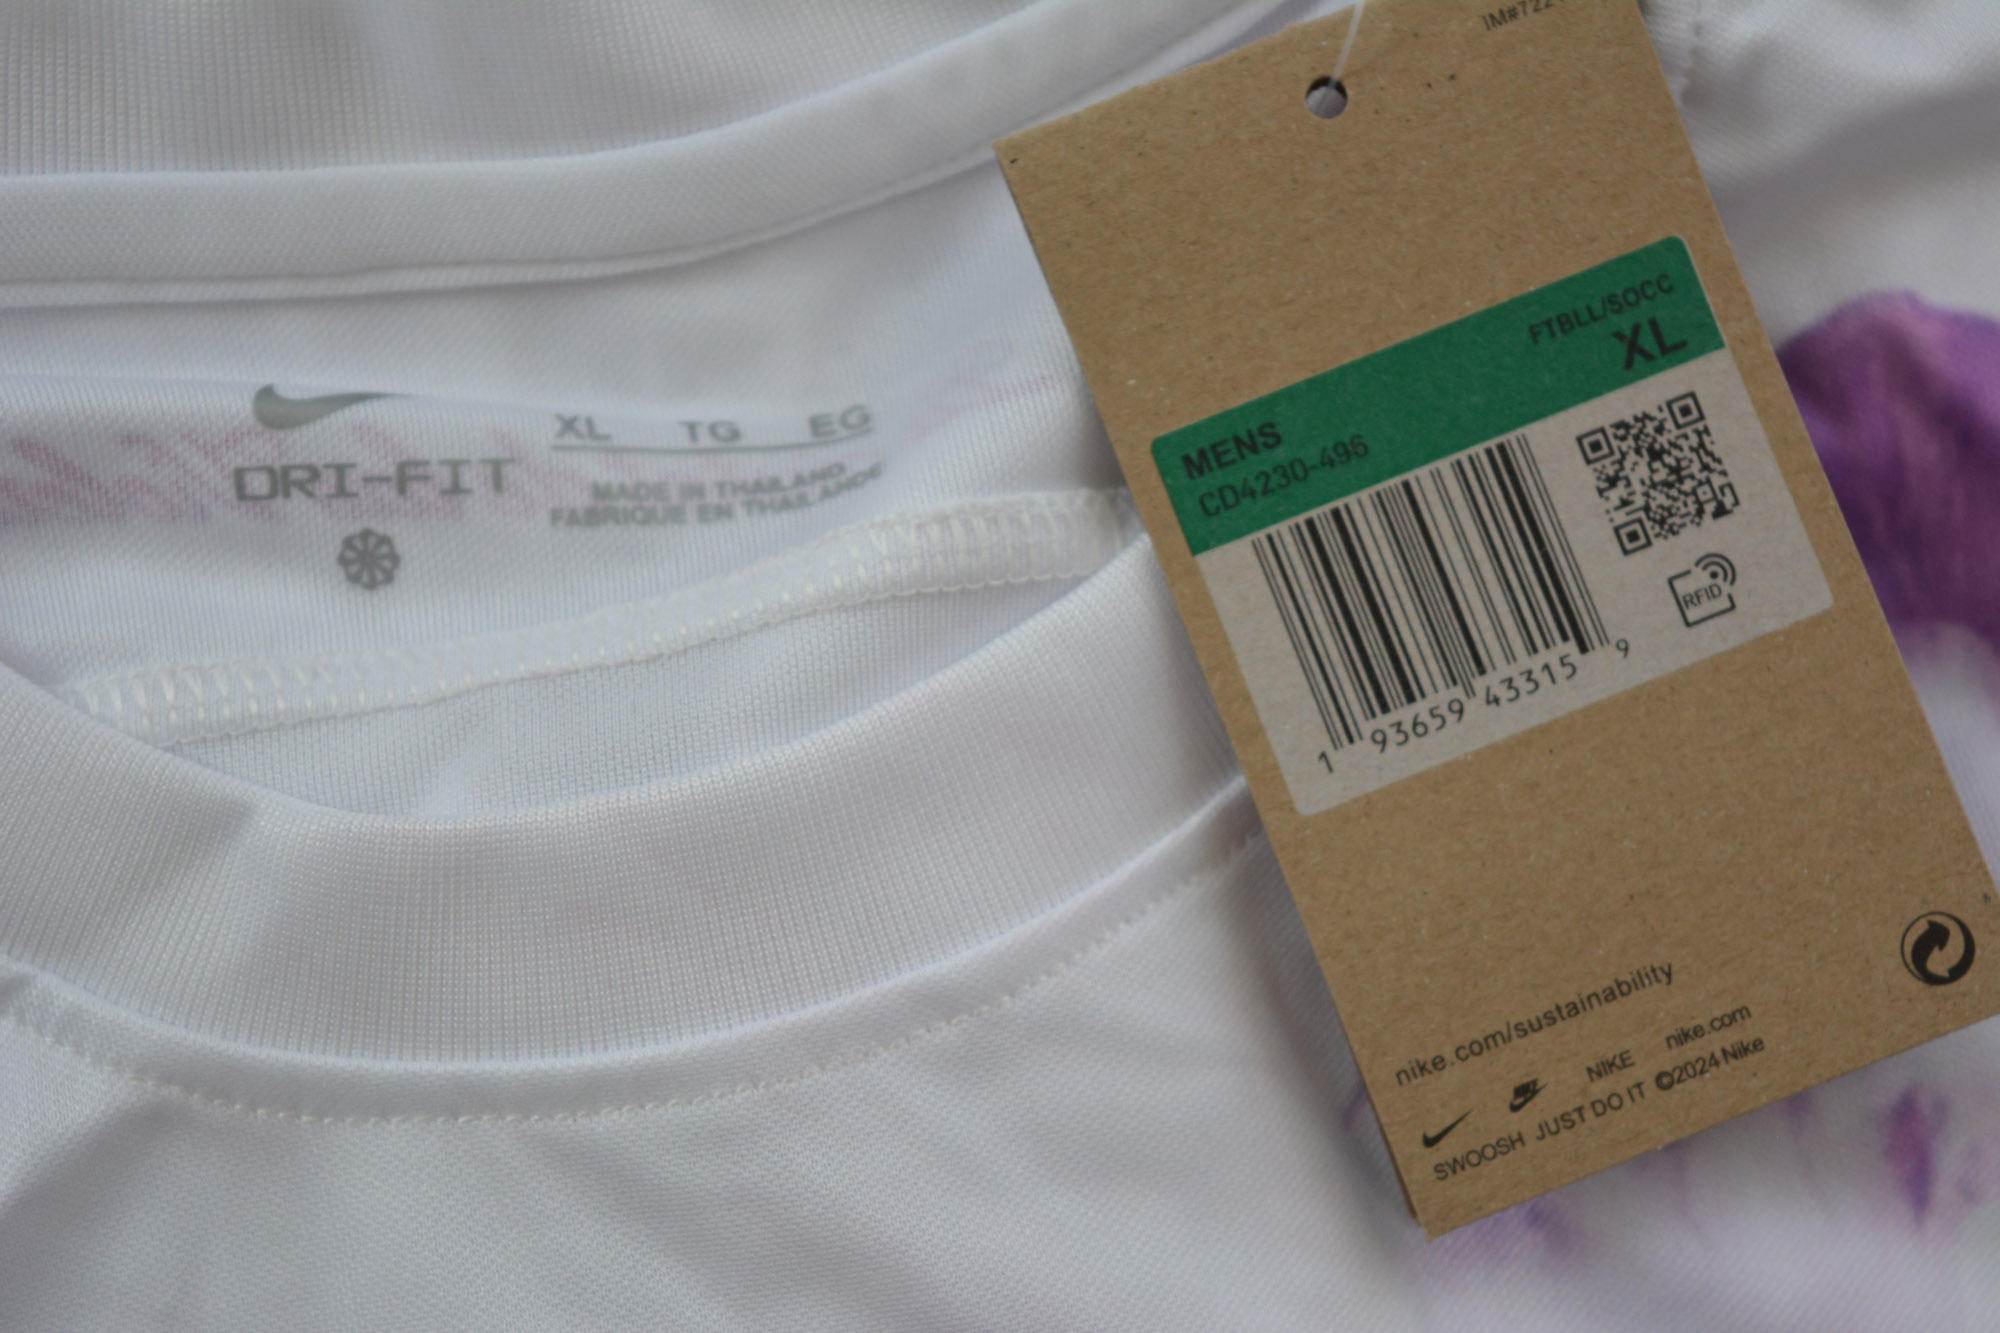 DRI-FIT
XL TG EG
MADE IN THAILAND
FABRIQUE EN THAILANDE
FTBLL/SOCC
XL
MENS
CD4230-496
RFID
1 93659 43315 9
nike.com/sustainability
NIKE nike.com
SWOOSH JUST DO IT ©2024 Nike